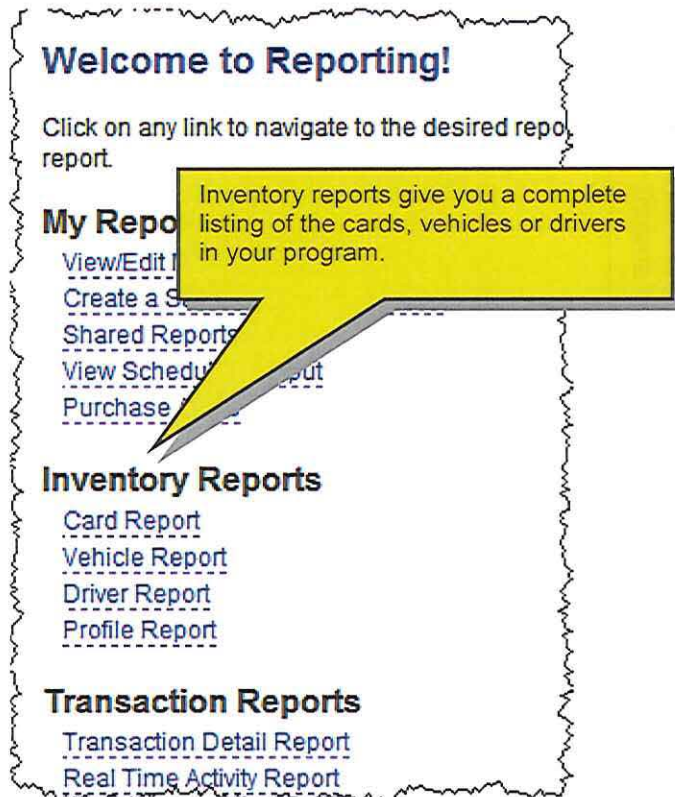 Welcome to Reporting!
Click on any link to navigate to the desired repo
report.
Inventory reports give you a complete
listing of the cards, vehicles or drivers
in your program.
My Repo
View/Edit
Create a S
Shared Reports
View Schedu put
Purchase
Inventory Reports
Card Report
Vehicle Report
Driver Report
Profile Report
Transaction Reports
Transaction Detail Report
Real Time Activity Report